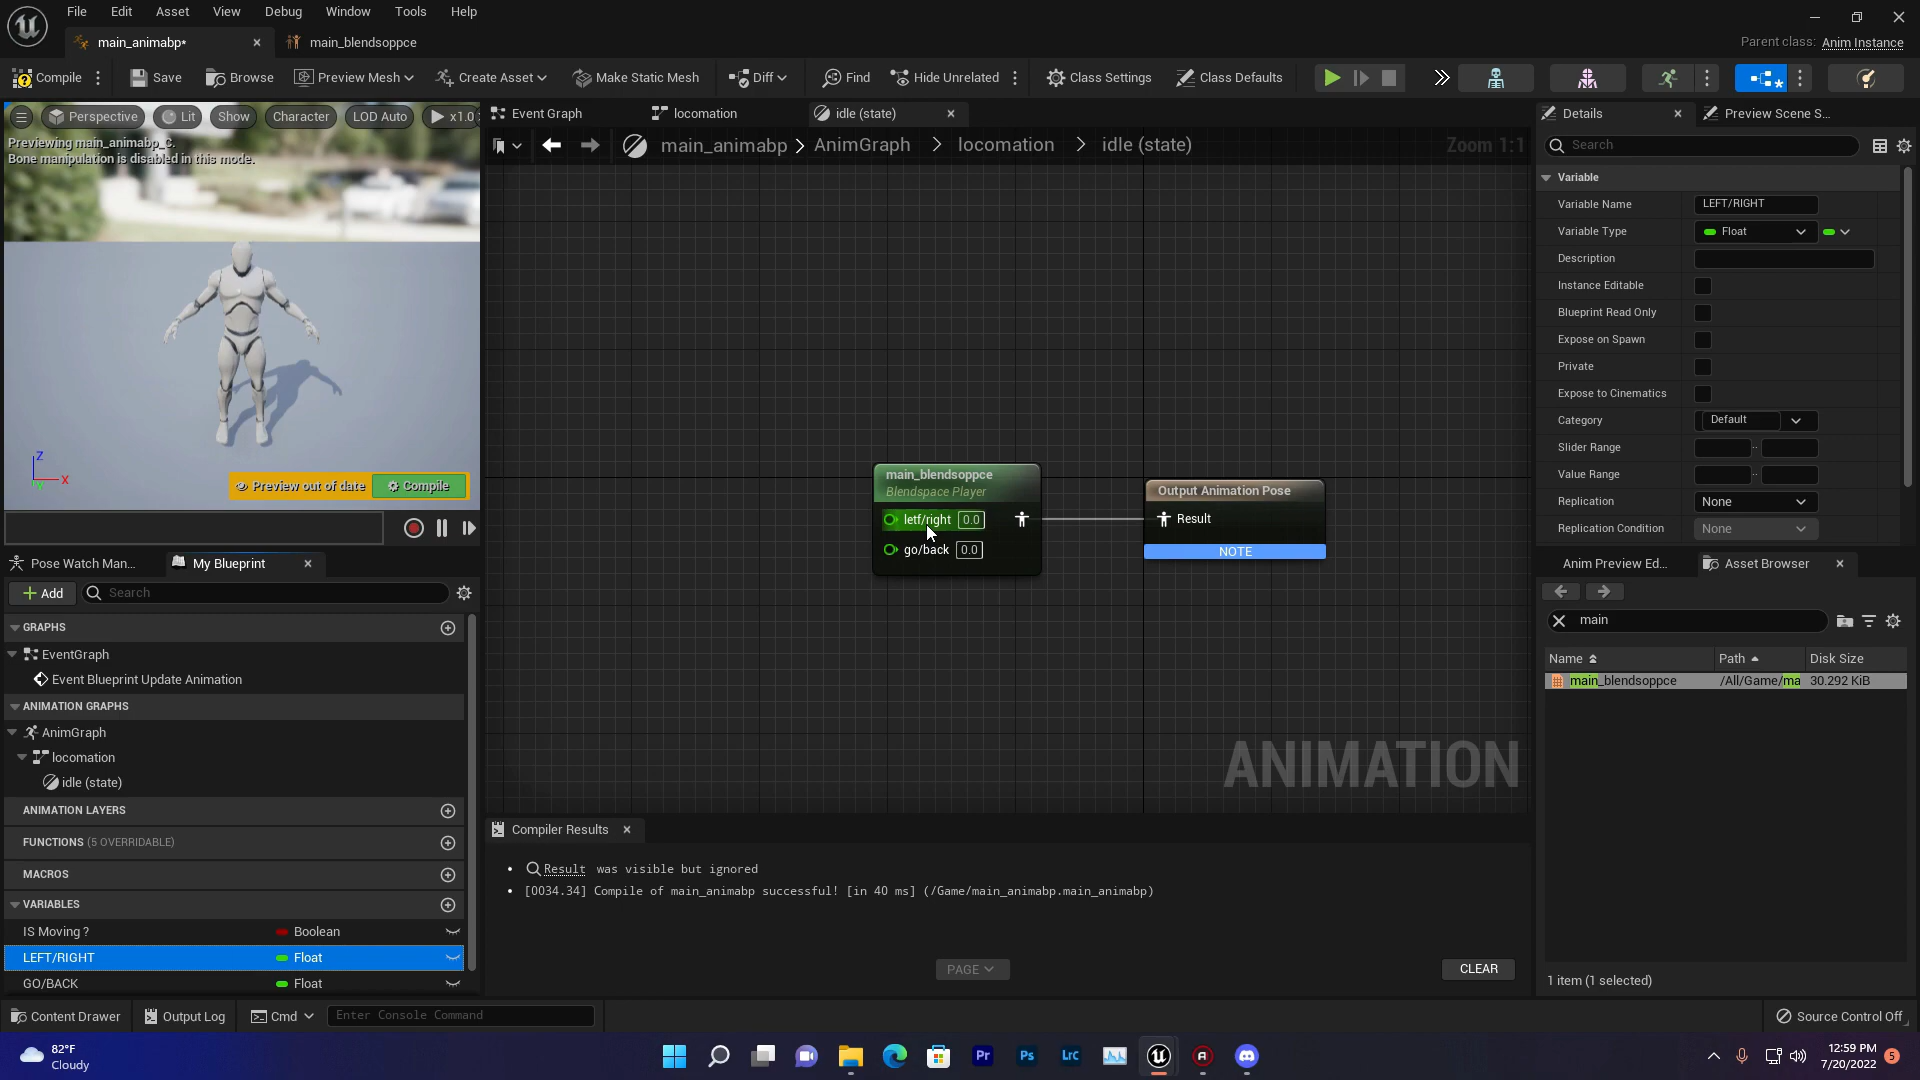 File Edit Asset View Debug Window Tools Help
main_animabp* main_blendsoppce
Parent class: Anim Instance
Compile Save Browse Preview Mesh Create Asset Make Static Mesh Diff Find Hide Unrelated Class Settings Class Defaults
Perspective Lit Show Character LOD Auto x1.0
Previewing main_animabp_C.
Bone manipulation is disabled in this mode.
Z
X
Preview out of date Compile
Event Graph locomation idle (state)
main_animabp > AnimGraph > locomation > idle (state) Zoom 1:1
main_blendsoppce
Blendspace Player
letf/right 0.0
go/back 0.0
Output Animation Pose
Result
NOTE
ANIMATION
Compiler Results
Result was visible but ignored
[0034.34] Compile of main_animabp successful! [in 40 ms] (/Game/main_animabp.main_animabp)
PAGE CLEAR
Pose Watch Man... My Blueprint
Add Search
GRAPHS
EventGraph
Event Blueprint Update Animation
ANIMATION GRAPHS
AnimGraph
locomation
idle (state)
ANIMATION LAYERS
FUNCTIONS (5 OVERRIDABLE)
MACROS
VARIABLES
IS Moving ? Boolean
LEFT/RIGHT Float
GO/BACK Float
Details Preview Scene S...
Search
Variable
Variable Name LEFT/RIGHT
Variable Type Float
Description
Instance Editable
Blueprint Read Only
Expose on Spawn
Private
Expose to Cinematics
Category Default
Slider Range
Value Range
Replication None
Replication Condition None
Anim Preview Ed... Asset Browser
main
Name Path Disk Size
main_blendsoppce /All/Game/ma 30.292 KiB
1 item (1 selected)
Content Drawer Output Log Cmd Enter Console Command Source Control Off
82°F
Cloudy
Pr Ps Lrc
12:59 PM
7/20/2022
5